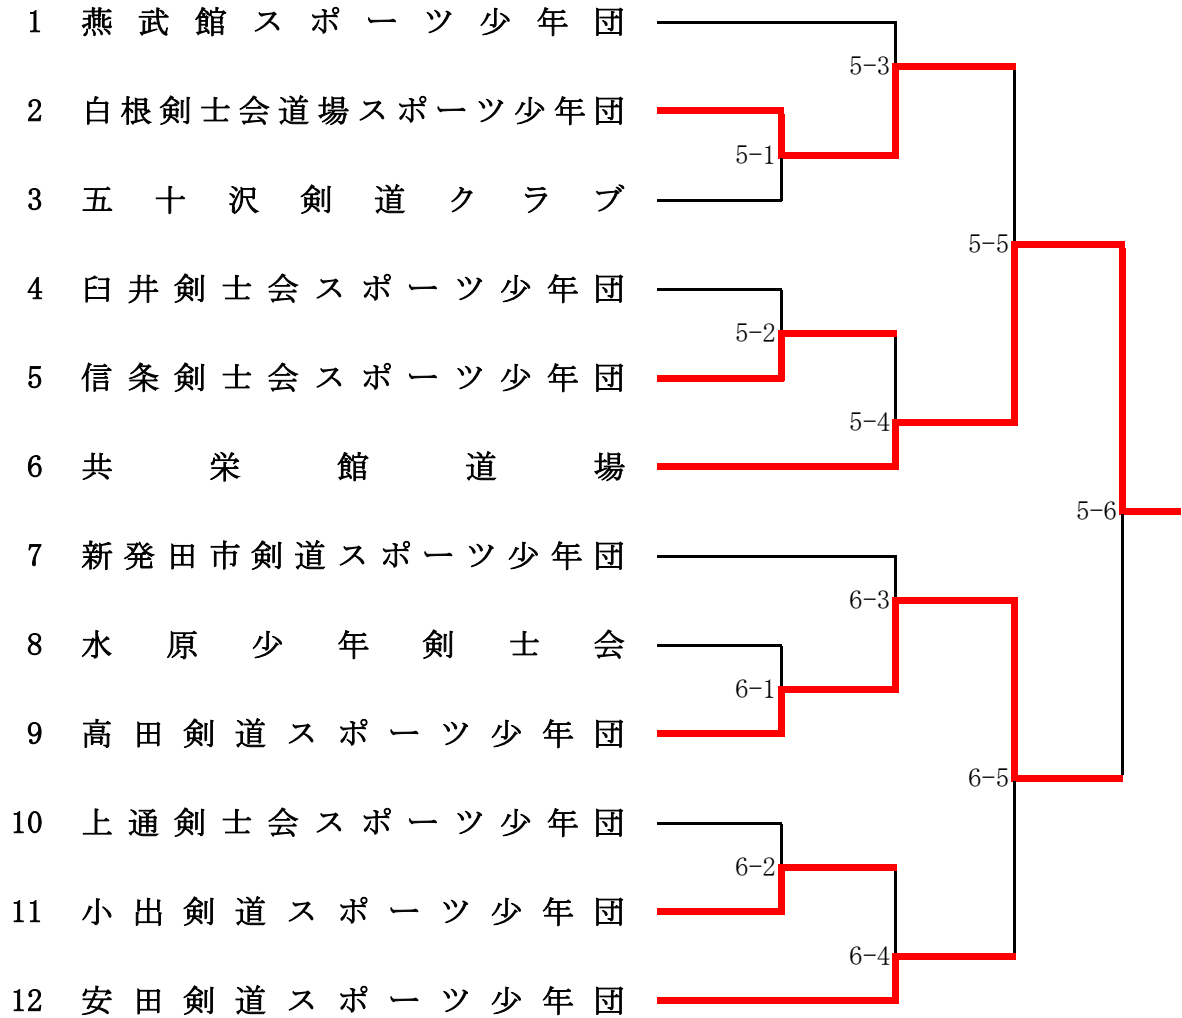 1 燕武館スポーツ少年団
5-3
2 白根剣士会道場スポーツ少年団
5-1
3 五十沢剣道クラブ
5-5
4 臼井剣士会スポーツ少年団
5-2
5 信条剣士会スポーツ少年団
5-4
6 共栄館道場
5-6
7 新発田市剣道スポーツ少年団
6-3
8 水原少年剣士会
6-1
9 高田剣道スポーツ少年団
6-5
10 上通剣士会スポーツ少年団
6-2
11 小出剣道スポーツ少年団
6-4
12 安田剣道スポーツ少年団